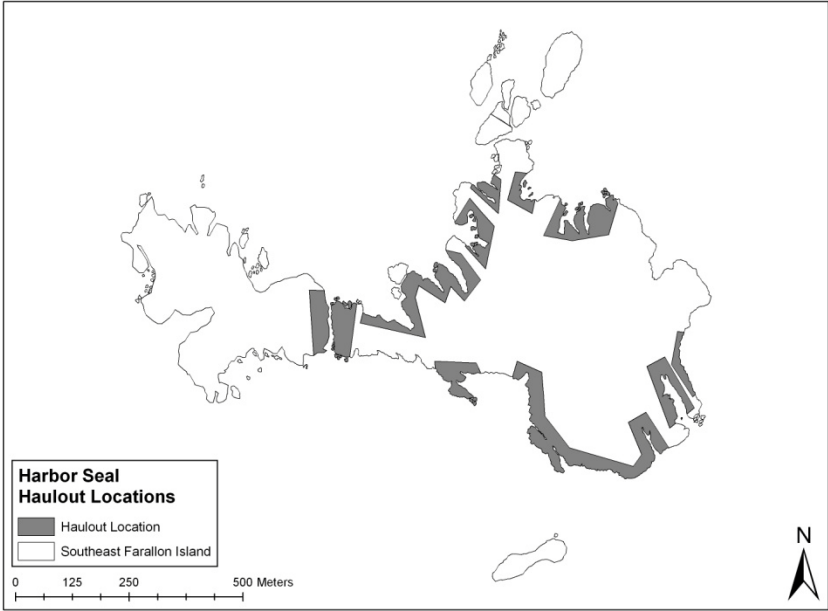 N
Harbor Seal
Haulout Locations
Haulout Location
Southeast Farallon Island
0 125 250 500 Meters